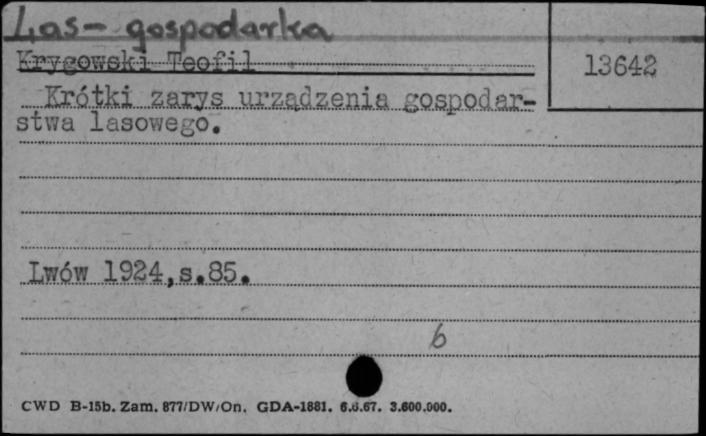 Las - gospodarka
Krygowski Teofil
13642
Krótki zarys urządzenia gospodar-
stwa lasowego.
Lwów 1924,s.85.
6
CWD B-15b. Zam. 877/DW/On. GDA-1881. 6.6.67. 3.600.000.